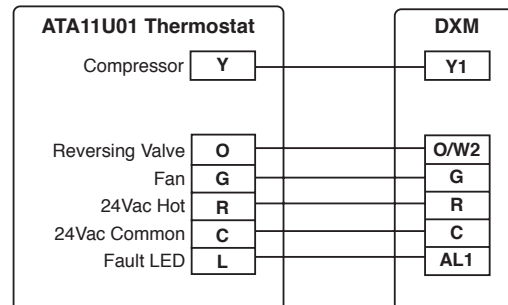 ATA11U01 Thermostat DXM
Compressor Y Y1
Reversing Valve O O/W2
Fan G G
24Vac Hot R R
24Vac Common C C
Fault LED L AL1